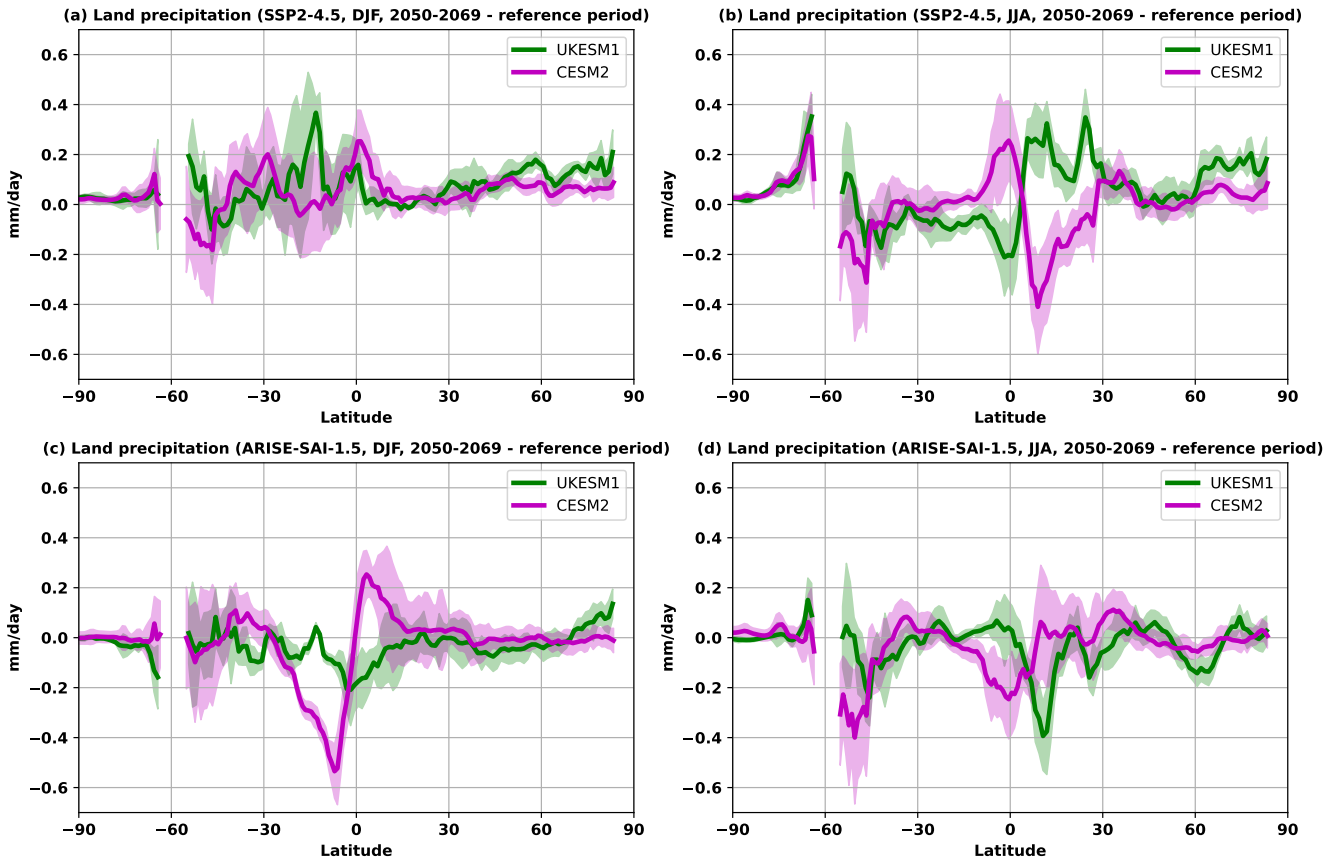 (a) Land precipitation (SSP2-4.5, DJF, 2050-2069 - reference period)
0.6
0.4
0.2
0.0
−0.2
−0.4
−0.6
mm/day
UKESM1
CESM2
−90 −60 −30 0 30 60 90
Latitude
(b) Land precipitation (SSP2-4.5, JJA, 2050-2069 - reference period)
0.6
0.4
0.2
0.0
−0.2
−0.4
−0.6
mm/day
UKESM1
CESM2
−90 −60 −30 0 30 60 90
Latitude
(c) Land precipitation (ARISE-SAI-1.5, DJF, 2050-2069 - reference period)
0.6
0.4
0.2
0.0
−0.2
−0.4
−0.6
mm/day
UKESM1
CESM2
−90 −60 −30 0 30 60 90
Latitude
(d) Land precipitation (ARISE-SAI-1.5, JJA, 2050-2069 - reference period)
0.6
0.4
0.2
0.0
−0.2
−0.4
−0.6
mm/day
UKESM1
CESM2
−90 −60 −30 0 30 60 90
Latitude